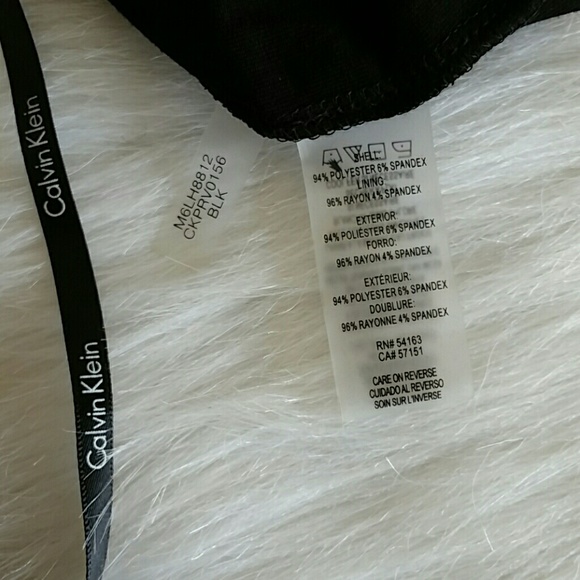 Calvin Klein
Calvin Klein
M6LH8812
CKPRV0156
BLK
SHELL:
94% POLYESTER 6% SPANDEX
LINING
96% RAYON 4% SPANDEX
EXTERIOR:
94% POLIÉSTER 6% SPANDEX
FORRO:
96% RAYON 4% SPANDEX
EXTÉRIEUR:
94% POLYESTER 6% SPANDEX
DOUBLURE:
96% RAYONNE 4% SPANDEX
RN# 54163
CA# 57151
CARE ON REVERSE
CUIDADO AL REVERSO
SOIN SUR L'INVERSE